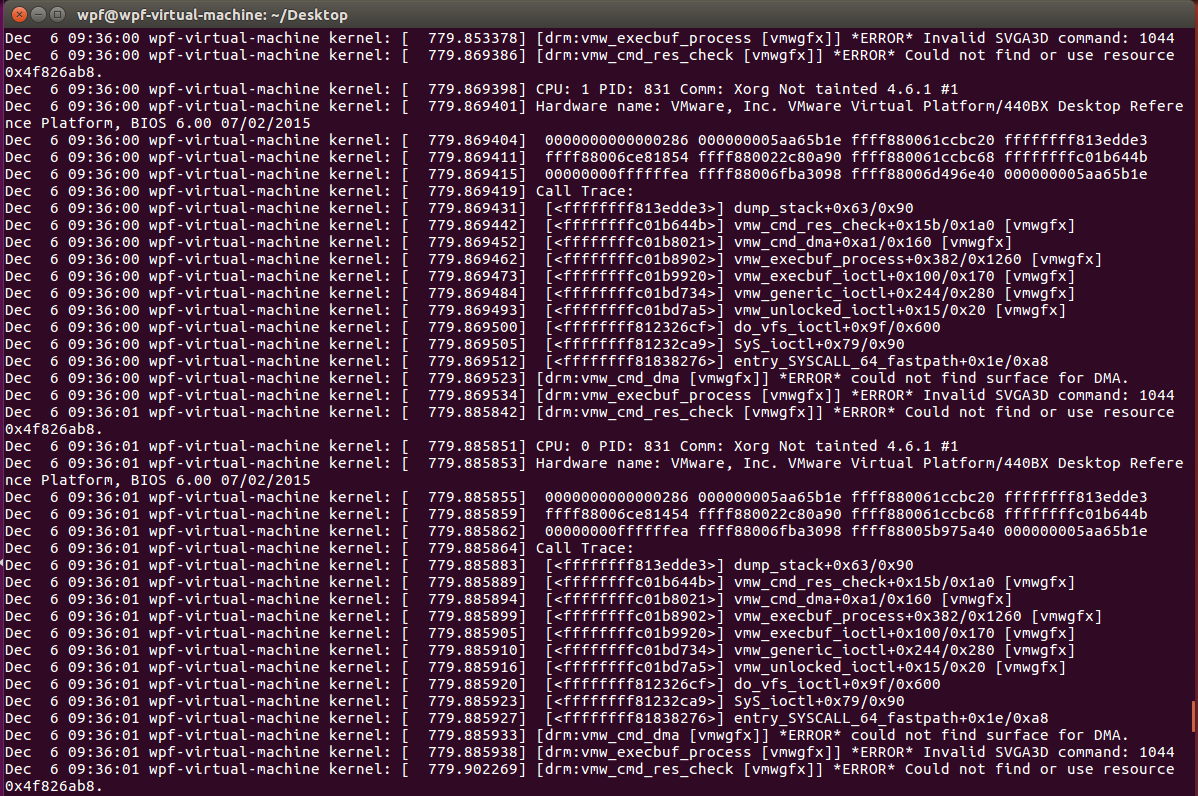 wpf@wpf-virtual-machine: ~/Desktop
Dec  6 09:36:00 wpf-virtual-machine kernel: [  779.853378] [drm:vmw_execbuf_process [vmwgfx]] *ERROR* Invalid SVGA3D command: 1044
Dec  6 09:36:00 wpf-virtual-machine kernel: [  779.869386] [drm:vmw_cmd_res_check [vmwgfx]] *ERROR* Could not find or use resource
0x4f826ab8.
Dec  6 09:36:00 wpf-virtual-machine kernel: [  779.869398] CPU: 1 PID: 831 Comm: Xorg Not tainted 4.6.1 #1
Dec  6 09:36:00 wpf-virtual-machine kernel: [  779.869401] Hardware name: VMware, Inc. VMware Virtual Platform/440BX Desktop Refere
nce Platform, BIOS 6.00 07/02/2015
Dec  6 09:36:00 wpf-virtual-machine kernel: [  779.869404]  0000000000000286 000000005aa65b1e ffff880061ccbc20 ffffffff813edde3
Dec  6 09:36:00 wpf-virtual-machine kernel: [  779.869411]  ffff88006ce81854 ffff880022c80a90 ffff880061ccbc68 ffffffffc01b644b
Dec  6 09:36:00 wpf-virtual-machine kernel: [  779.869415]  00000000ffffffea ffff88006fba3098 ffff88006d496e40 000000005aa65b1e
Dec  6 09:36:00 wpf-virtual-machine kernel: [  779.869419] Call Trace:
Dec  6 09:36:00 wpf-virtual-machine kernel: [  779.869431]  [<ffffffff813edde3>] dump_stack+0x63/0x90
Dec  6 09:36:00 wpf-virtual-machine kernel: [  779.869442]  [<ffffffffc01b644b>] vmw_cmd_res_check+0x15b/0x1a0 [vmwgfx]
Dec  6 09:36:00 wpf-virtual-machine kernel: [  779.869452]  [<ffffffffc01b8021>] vmw_cmd_dma+0xa1/0x160 [vmwgfx]
Dec  6 09:36:00 wpf-virtual-machine kernel: [  779.869462]  [<ffffffffc01b8902>] vmw_execbuf_process+0x382/0x1260 [vmwgfx]
Dec  6 09:36:00 wpf-virtual-machine kernel: [  779.869473]  [<ffffffffc01b9920>] vmw_execbuf_ioctl+0x100/0x170 [vmwgfx]
Dec  6 09:36:00 wpf-virtual-machine kernel: [  779.869484]  [<ffffffffc01bd734>] vmw_generic_ioctl+0x244/0x280 [vmwgfx]
Dec  6 09:36:00 wpf-virtual-machine kernel: [  779.869493]  [<ffffffffc01bd7a5>] vmw_unlocked_ioctl+0x15/0x20 [vmwgfx]
Dec  6 09:36:00 wpf-virtual-machine kernel: [  779.869500]  [<ffffffff812326cf>] do_vfs_ioctl+0x9f/0x600
Dec  6 09:36:00 wpf-virtual-machine kernel: [  779.869505]  [<ffffffff81232ca9>] SyS_ioctl+0x79/0x90
Dec  6 09:36:00 wpf-virtual-machine kernel: [  779.869512]  [<ffffffff81838276>] entry_SYSCALL_64_fastpath+0x1e/0xa8
Dec  6 09:36:00 wpf-virtual-machine kernel: [  779.869523] [drm:vmw_cmd_dma [vmwgfx]] *ERROR* could not find surface for DMA.
Dec  6 09:36:00 wpf-virtual-machine kernel: [  779.869534] [drm:vmw_execbuf_process [vmwgfx]] *ERROR* Invalid SVGA3D command: 1044
Dec  6 09:36:01 wpf-virtual-machine kernel: [  779.885842] [drm:vmw_cmd_res_check [vmwgfx]] *ERROR* Could not find or use resource
0x4f826ab8.
Dec  6 09:36:01 wpf-virtual-machine kernel: [  779.885851] CPU: 0 PID: 831 Comm: Xorg Not tainted 4.6.1 #1
Dec  6 09:36:01 wpf-virtual-machine kernel: [  779.885853] Hardware name: VMware, Inc. VMware Virtual Platform/440BX Desktop Refere
nce Platform, BIOS 6.00 07/02/2015
Dec  6 09:36:01 wpf-virtual-machine kernel: [  779.885855]  0000000000000286 000000005aa65b1e ffff880061ccbc20 ffffffff813edde3
Dec  6 09:36:01 wpf-virtual-machine kernel: [  779.885859]  ffff88006ce81454 ffff880022c80a90 ffff880061ccbc68 ffffffffc01b644b
Dec  6 09:36:01 wpf-virtual-machine kernel: [  779.885862]  00000000ffffffea ffff88006fba3098 ffff88005b975a40 000000005aa65b1e
Dec  6 09:36:01 wpf-virtual-machine kernel: [  779.885864] Call Trace:
Dec  6 09:36:01 wpf-virtual-machine kernel: [  779.885883]  [<ffffffff813edde3>] dump_stack+0x63/0x90
Dec  6 09:36:01 wpf-virtual-machine kernel: [  779.885889]  [<ffffffffc01b644b>] vmw_cmd_res_check+0x15b/0x1a0 [vmwgfx]
Dec  6 09:36:01 wpf-virtual-machine kernel: [  779.885894]  [<ffffffffc01b8021>] vmw_cmd_dma+0xa1/0x160 [vmwgfx]
Dec  6 09:36:01 wpf-virtual-machine kernel: [  779.885899]  [<ffffffffc01b8902>] vmw_execbuf_process+0x382/0x1260 [vmwgfx]
Dec  6 09:36:01 wpf-virtual-machine kernel: [  779.885905]  [<ffffffffc01b9920>] vmw_execbuf_ioctl+0x100/0x170 [vmwgfx]
Dec  6 09:36:01 wpf-virtual-machine kernel: [  779.885910]  [<ffffffffc01bd734>] vmw_generic_ioctl+0x244/0x280 [vmwgfx]
Dec  6 09:36:01 wpf-virtual-machine kernel: [  779.885916]  [<ffffffffc01bd7a5>] vmw_unlocked_ioctl+0x15/0x20 [vmwgfx]
Dec  6 09:36:01 wpf-virtual-machine kernel: [  779.885920]  [<ffffffff812326cf>] do_vfs_ioctl+0x9f/0x600
Dec  6 09:36:01 wpf-virtual-machine kernel: [  779.885923]  [<ffffffff81232ca9>] SyS_ioctl+0x79/0x90
Dec  6 09:36:01 wpf-virtual-machine kernel: [  779.885927]  [<ffffffff81838276>] entry_SYSCALL_64_fastpath+0x1e/0xa8
Dec  6 09:36:01 wpf-virtual-machine kernel: [  779.885933] [drm:vmw_cmd_dma [vmwgfx]] *ERROR* could not find surface for DMA.
Dec  6 09:36:01 wpf-virtual-machine kernel: [  779.885938] [drm:vmw_execbuf_process [vmwgfx]] *ERROR* Invalid SVGA3D command: 1044
Dec  6 09:36:01 wpf-virtual-machine kernel: [  779.902269] [drm:vmw_cmd_res_check [vmwgfx]] *ERROR* Could not find or use resource
0x4f826ab8.